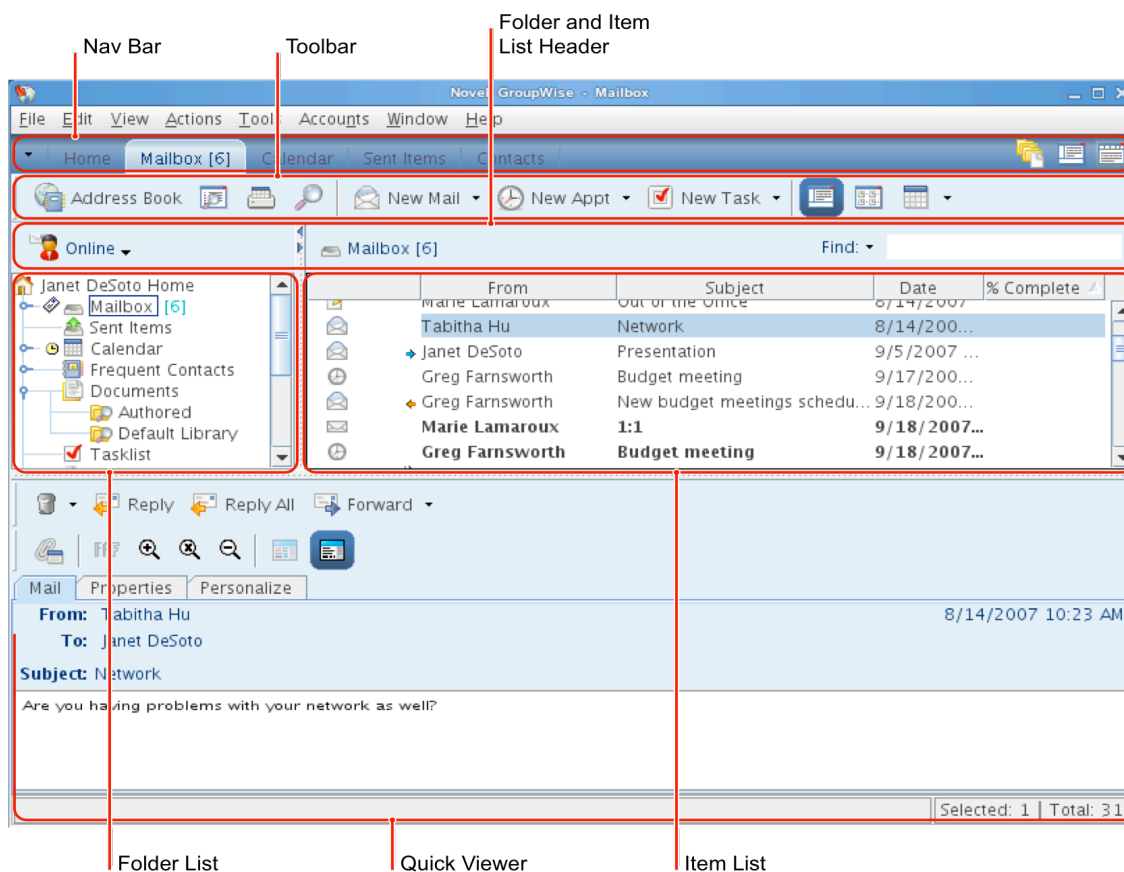 Folder and Item
List Header
Nav Bar
Toolbar
Novell GroupWise - Mailbox
File Edit View Actions Tools Accounts Window Help
Home Mailbox [6] Calendar Sent Items Contacts
Address Book New Mail New Appt New Task
Online Mailbox [6] Find:
Janet DeSoto Home
Mailbox [6]
Sent Items
Calendar
Frequent Contacts
Documents
Authored
Default Library
Tasklist
From Subject Date % Complete
Marie Lamaroux Out of the Office 8/14/2007
Tabitha Hu Network 8/14/200...
Janet DeSoto Presentation 9/5/2007 ...
Greg Farnsworth Budget meeting 9/17/200...
Greg Farnsworth New budget meetings schedu... 9/18/200...
Marie Lamaroux 1:1 9/18/2007...
Greg Farnsworth Budget meeting 9/18/2007...
Reply Reply All Forward
Mail Properties Personalize
From: Tabitha Hu 8/14/2007 10:23 AM
To: Janet DeSoto
Subject: Network
Are you having problems with your network as well?
Selected: 1 | Total: 31
Folder List
Quick Viewer
Item List